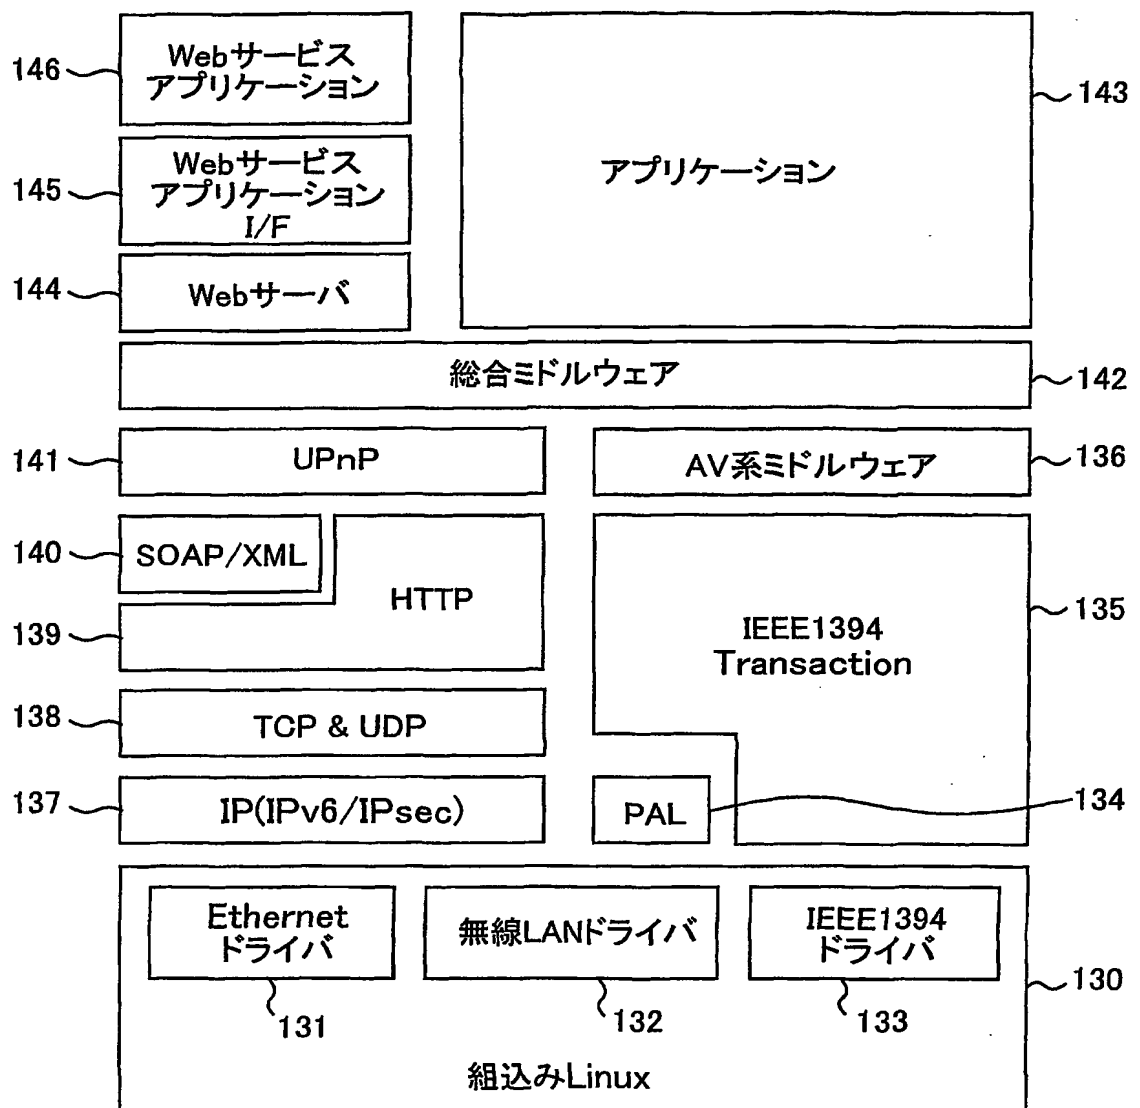 146
Webサービス
アプリケーション
143
アプリケーション
145
Webサービス
アプリケーション
I/F
144
Webサーバ
総合ミドルウェア
142
141
UPnP
AV系ミドルウェア
136
140
SOAP/XML
HTTP
139
IEEE1394
Transaction
135
138
TCP & UDP
137
IP(IPv6/IPsec)
PAL
134
Ethernet
ドライバ
無線LANドライバ
IEEE1394
ドライバ
130
131
132
133
組込みLinux